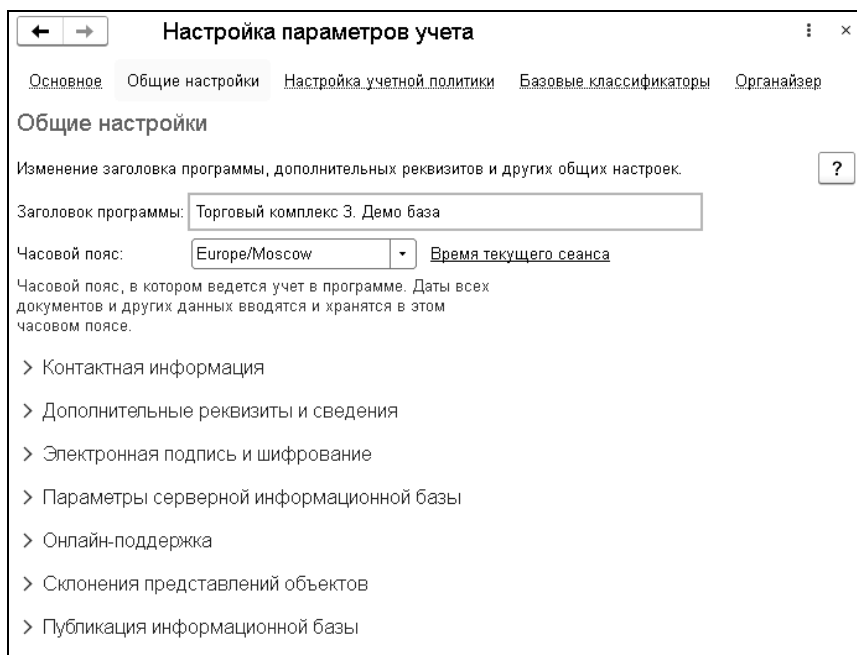 Настройка параметров учета
Основное Общие настройки Настройка учетной политики Базовые классификаторы Органайзер
Общие настройки
Изменение заголовка программы, дополнительных реквизитов и других общих настроек. ?
Заголовок программы: Торговый комплекс 3. Демо база
Часовой пояс: Europe/Moscow Время текущего сеанса
Часовой пояс, в котором ведется учет в программе. Даты всех
документов и других данных вводятся и хранятся в этом
часовом поясе.
Контактная информация
Дополнительные реквизиты и сведения
Электронная подпись и шифрование
Параметры серверной информационной базы
Онлайн-поддержка
Склонения представлений объектов
Публикация информационной базы